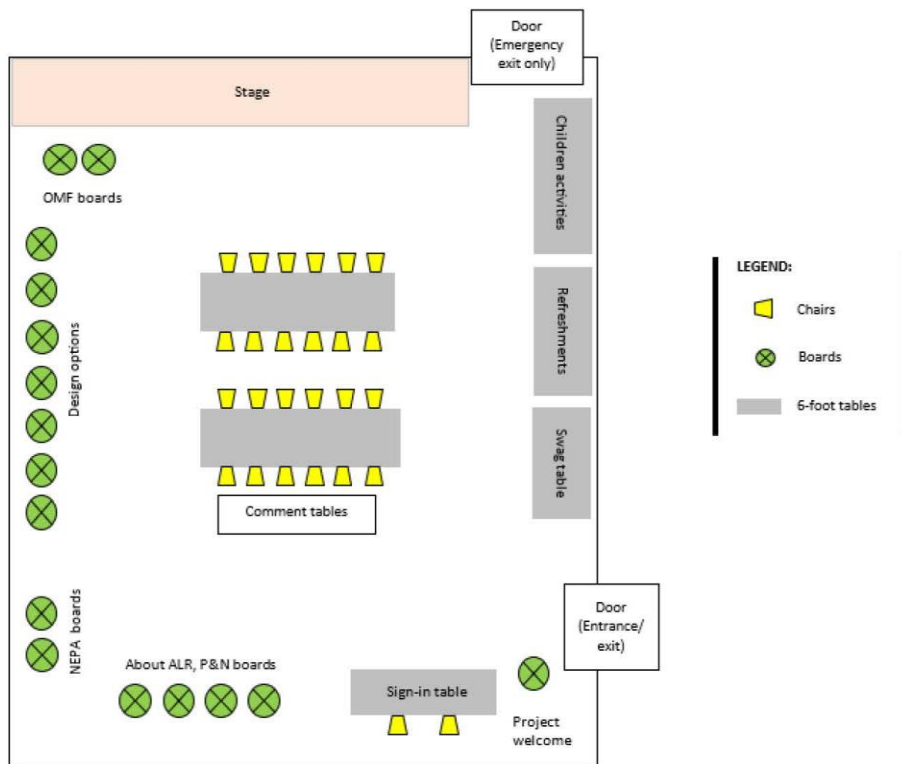 Door
(Emergency
exit only)
Stage
Children activities
OMF boards
Design options
Refreshments
LEGEND:
Chairs
Boards
6-foot tables
Swag table
Comment tables
NEPA boards
Door
(Entrance/
exit)
About ALR, P&N boards
Sign-in table
Project
welcome